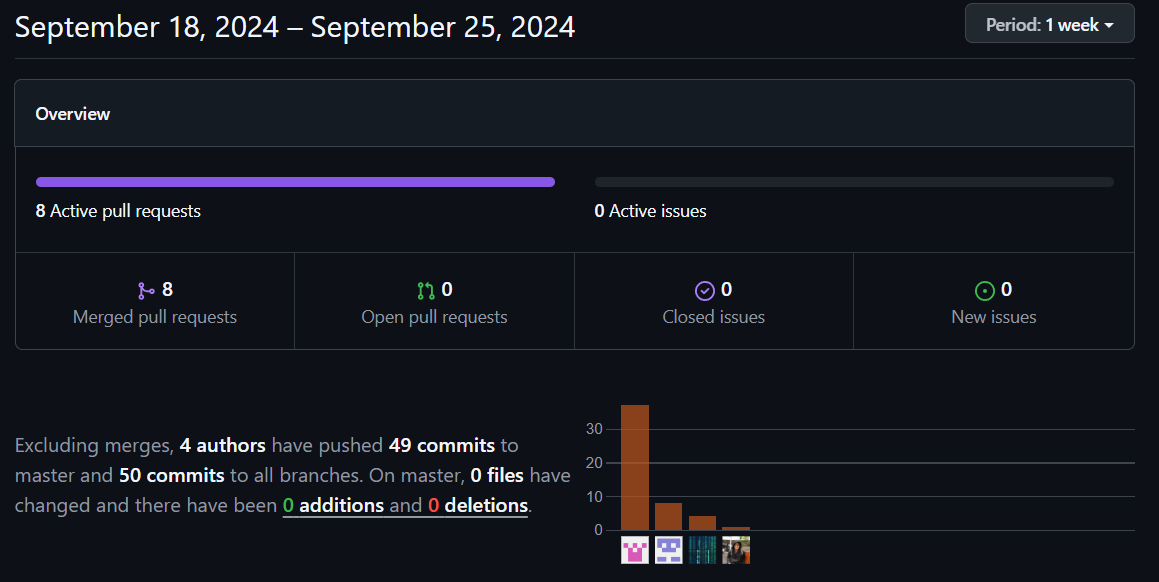 September 18, 2024 – September 25, 2024
Period: 1 week
Overview
8 Active pull requests
0 Active issues
8
Merged pull requests
0
Open pull requests
0
Closed issues
0
New issues
Excluding merges, 4 authors have pushed 49 commits to
master and 50 commits to all branches. On master, 0 files have
changed and there have been 0 additions and 0 deletions.
30
20
10
0